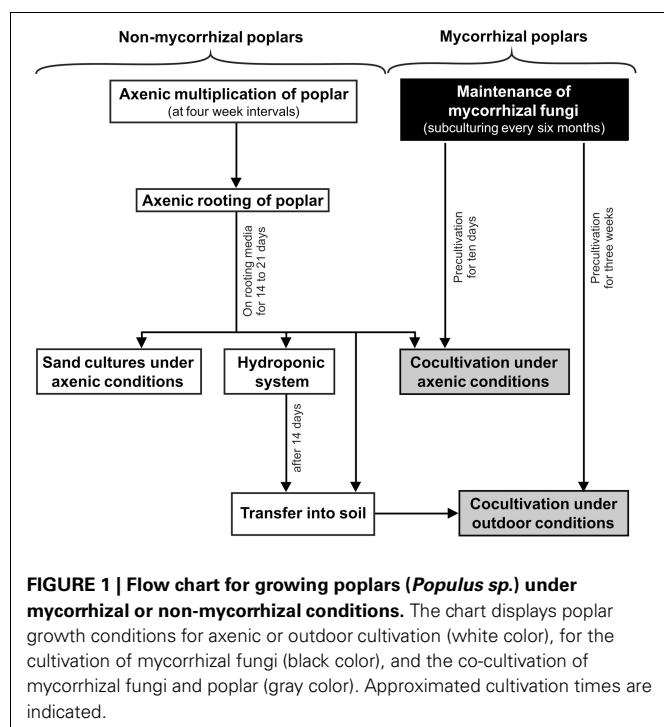 Non-mycorrhizal poplars
Mycorrhizal poplars
Axenic multiplication of poplar
(at four week intervals)
Maintenance of
mycorrhizal fungi
(subculturing every six months)
Axenic rooting of poplar
On rooting media
for 14 to 21 days
Precultivation
for ten days
Precultivation
for three weeks
Sand cultures under
axenic conditions
Hydroponic
system
Cocultivation under
axenic conditions
after 14 days
Transfer into soil
Cocultivation under
outdoor conditions
FIGURE 1 | Flow chart for growing poplars (Populus sp.) under
mycorrhizal or non-mycorrhizal conditions. The chart displays poplar
growth conditions for axenic or outdoor cultivation (white color), for the
cultivation of mycorrhizal fungi (black color), and the co-cultivation of
mycorrhizal fungi and poplar (gray color). Approximated cultivation times are
indicated.